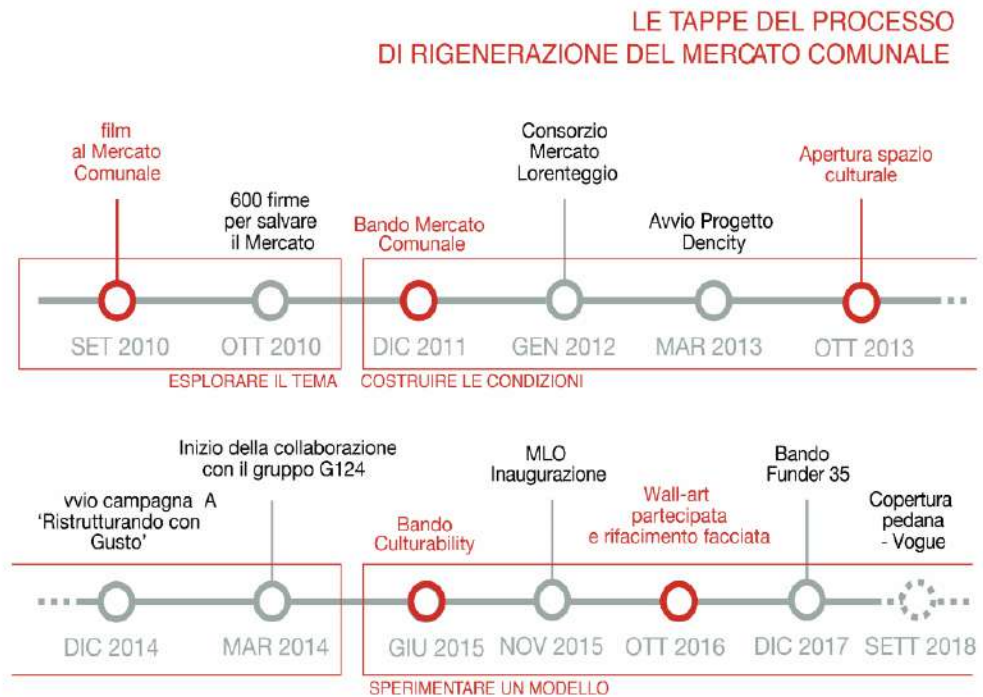 LE TAPPE DEL PROCESSO
DI RIGENERAZIONE DEL MERCATO COMUNALE
film
al Mercato
Comunale
600 firme
per salvare
il Mercato
Bando Mercato
Comunale
Consorzio
Mercato
Lorenteggio
Avvio Progetto
Dencity
Apertura spazio
culturale
SET 2010
OTT 2010
DIC 2011
GEN 2012
MAR 2013
OTT 2013
ESPLORARE IL TEMA
COSTRUIRE LE CONDIZIONI
vvio campagna A
'Ristrutturando con
Gusto'
Inizio della collaborazione
con il gruppo G124
Bando
Culturability
MLO
Inaugurazione
Wall-art
partecipata
e rifacimento facciata
Bando
Funder 35
Copertura
pedana
- Vogue
DIC 2014
MAR 2014
GIU 2015
NOV 2015
OTT 2016
DIC 2017
SETT 2018
SPERIMENTARE UN MODELLO